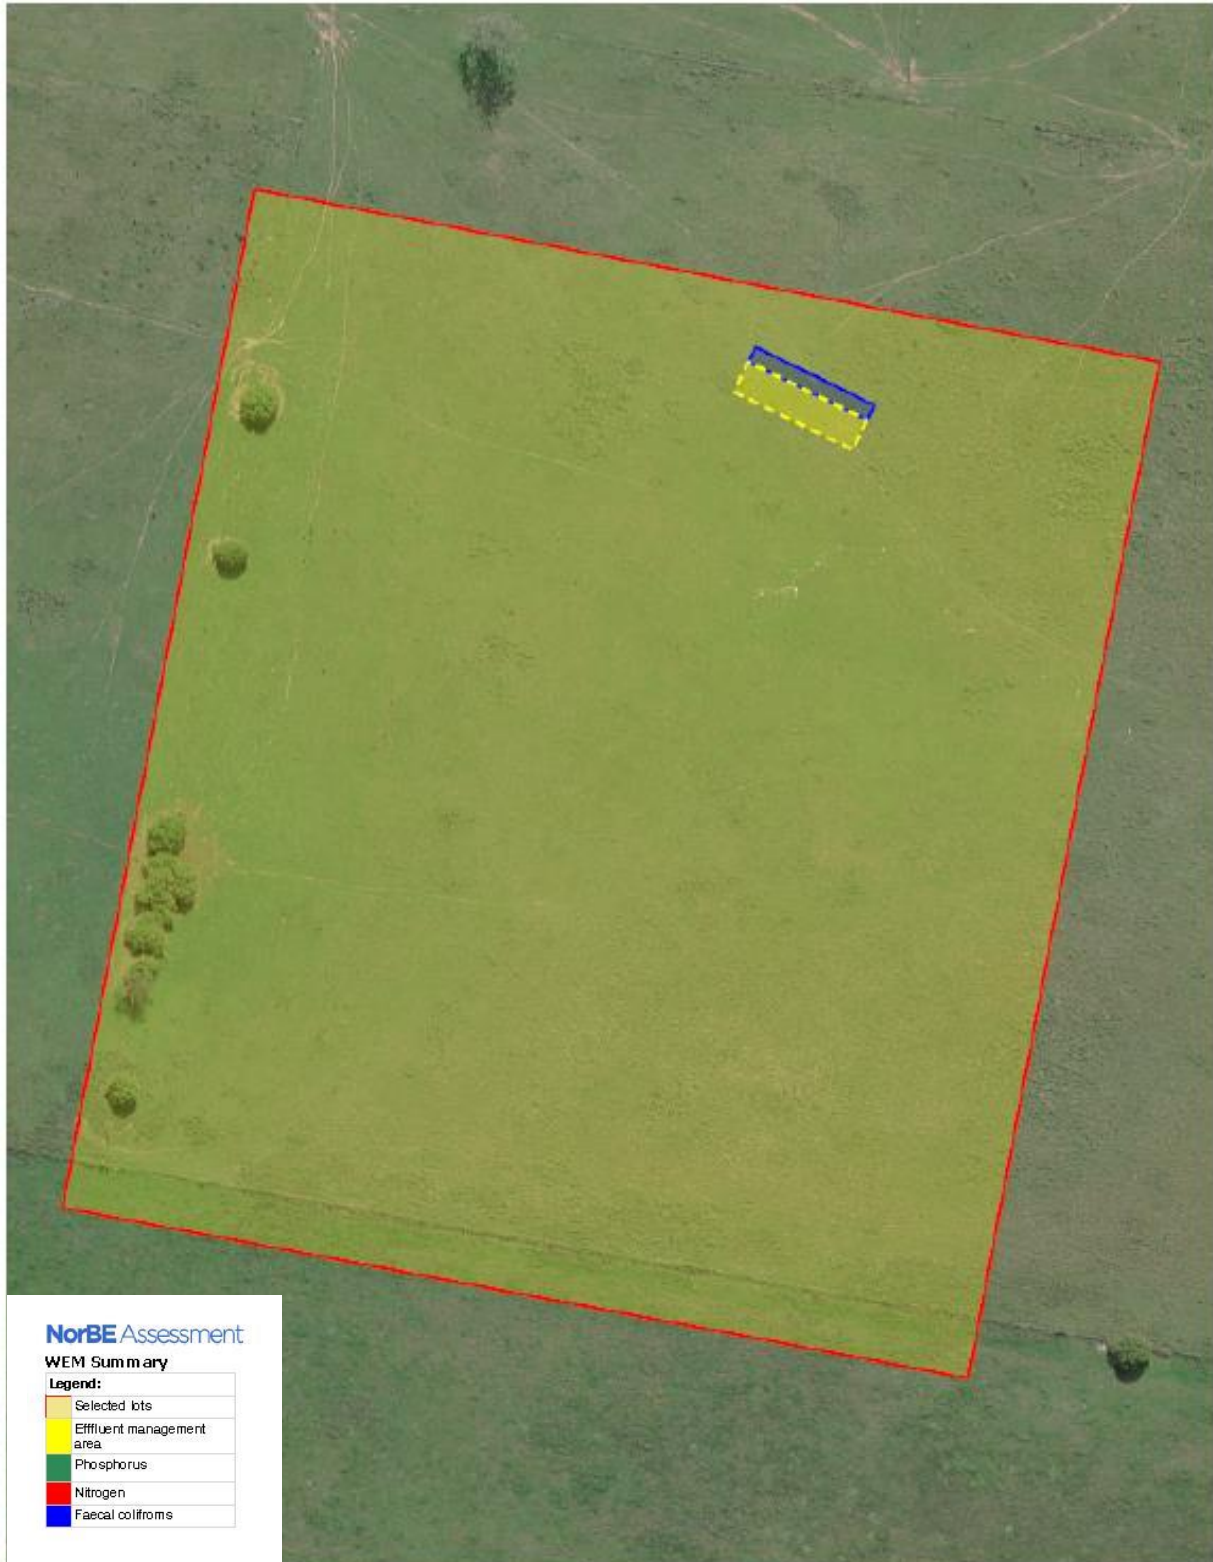 NorBE Assessment
WEM Summary
Legend:
Selected lots
Efffluent management
area
Phosphorus
Nitrogen
Faecal colifroms